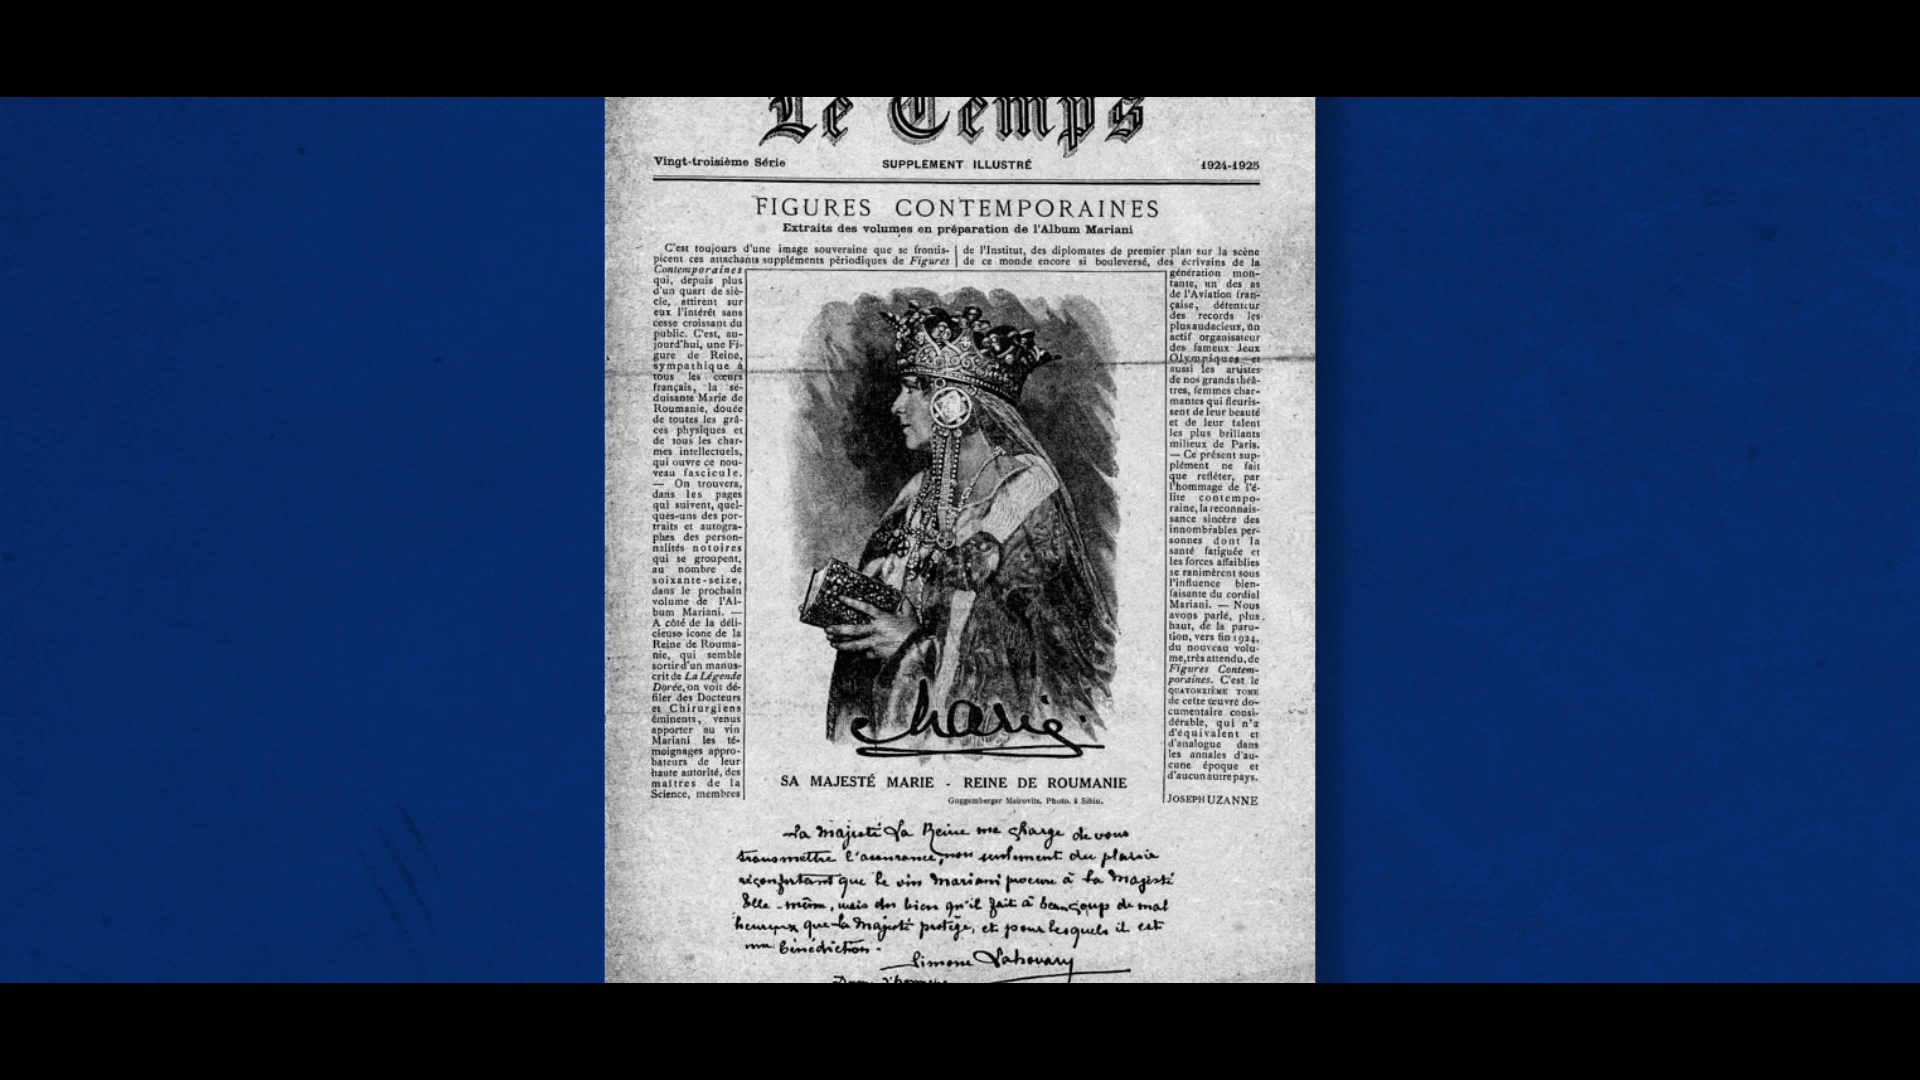 Le Temps
Vingt-troisième Série
SUPPLÉMENT ILLUSTRÉ
1924-1925
FIGURES CONTEMPORAINES
Extraits des volumes en préparation de l'Album Mariani
C'est toujours d'une image souveraine que se frontis-
picent ces attachants suppléments périodiques de Figures
Contemporaines
qui, depuis plus
d'un quart de siè-
cle, attirent sur
eux l'intérêt sans
cesse croissant du
public. C'est, au-
jourd'hui, une Fi-
gure de Reine,
sympathique à
tous les cœurs
français, la sé-
duisante Marie de
Roumanie, douée
de toutes les grâ-
ces physiques et
de tous les char-
mes intellectuels,
qui ouvre ce nou-
veau fascicule.
— On trouvera,
dans les pages
qui suivent, quel-
ques-uns des por-
traits et autogra-
phes des person-
nalités notoires
qui se groupent,
au nombre de
soixante-seize,
dans le prochain
volume de l'Al-
bum Mariani. —
A côté de la déli-
cieuse icone de la
Reine de Rouma-
nie, qui semble
sortir d'un manus-
crit de La Légende
Dorée, on voit dé-
filer des Docteurs
et Chirurgiens
éminents, venus
apporter au vin
Mariani les té-
moignages appro-
bateurs de leur
haute autorité, des
maîtres de la
Science, membres
de l'Institut, des diplomates de premier plan sur la scène
de ce monde encore si bouleversé, des écrivains de la
génération mon-
tante, un des as
de l'Aviation fran-
çaise, détenteur
des records les
plus audacieux, un
actif organisateur
des fameux Jeux
Olympiques et
aussi les artistes
de nos grands théâ-
tres, femmes char-
mantes qui fleuris-
sent de leur beauté
et de leur talent
les plus brillants
milieux de Paris.
— Ce présent sup-
plément ne fait
que refléter, par
l'hommage de l'é-
lite contempo-
raine, la reconnais-
sance sincère des
innombrables per-
sonnes dont la
santé fatiguée et
les forces affaiblies
se ranimèrent sous
l'influence bien-
faisante du cordial
Mariani. — Nous
avons parlé, plus
haut, de la paru-
tion, vers fin 1924,
du nouveau volu-
me, très attendu, de
Figures Contem-
poraines. C'est le
QUATORZIÈME TOME
de cette œuvre do-
cumentaire consi-
dérable, qui n'a
d'équivalent et
d'analogue dans
les annales d'au-
cune époque et
d'aucun autre pays.
JOSEPH UZANNE
Marie
SA MAJESTÉ MARIE - REINE DE ROUMANIE
Guggemberger Mairovits, Photo. à Sibiu.
Sa Majesté La Reine me charge de vous
transmettre l'assurance, non seulement du plaisir
réconfortant que le vin Mariani procure à Sa Majesté
Elle-même, mais du bien qu'il fait à beaucoup de mal
heureux que Sa Majesté protège, et pour lesquels il est
une bénédiction.
Simone Lahovary
Dame d'honneur